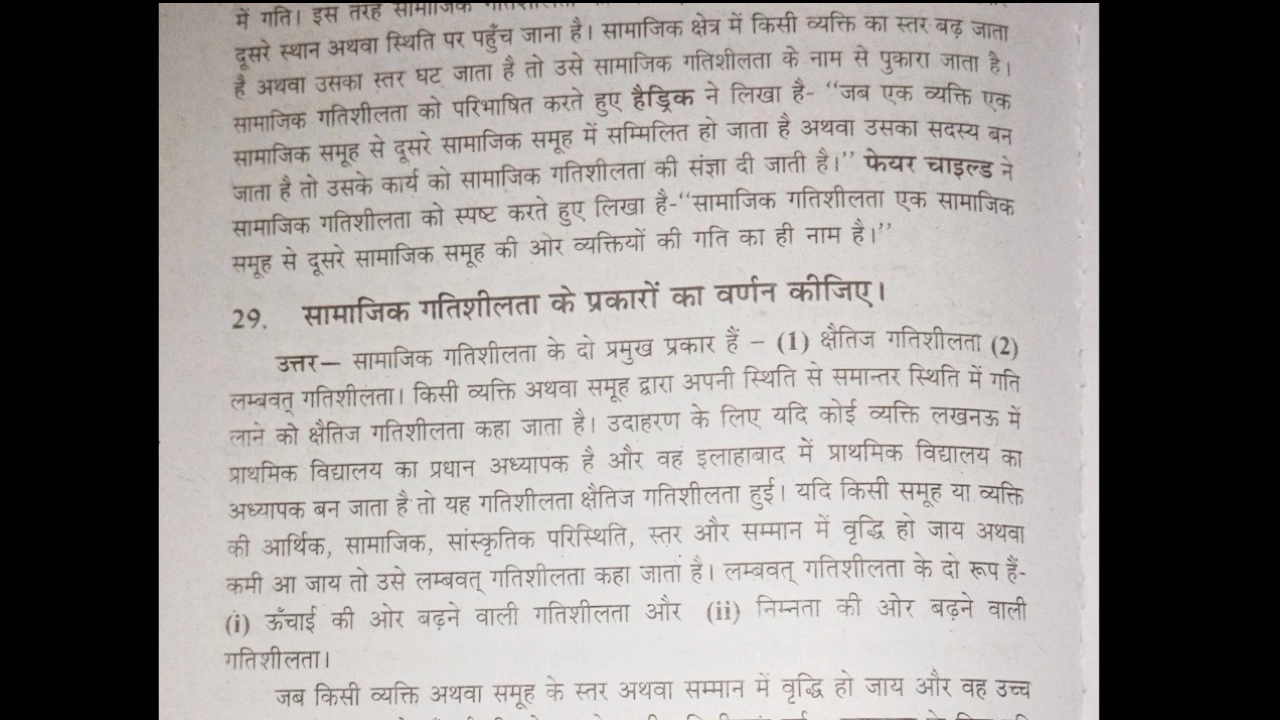 में गति। इस तरह सामाजिक
दूसरे स्थान अथवा स्थिति पर पहुँच जाना है। सामाजिक क्षेत्र में किसी व्यक्ति का स्तर बढ़ जाता
है अथवा उसका स्तर घट जाता है तो उसे सामाजिक गतिशीलता के नाम से पुकारा जाता है।
सामाजिक गतिशीलता को परिभाषित करते हुए हैड्रिक ने लिखा है- “जब एक व्यक्ति एक
सामाजिक समूह से दूसरे सामाजिक समूह में सम्मिलित हो जाता है अथवा उसका सदस्य बन
जाता है तो उसके कार्य को सामाजिक गतिशीलता की संज्ञा दी जाती है।” फेयर चाइल्ड ने
सामाजिक गतिशीलता को स्पष्ट करते हुए लिखा है-“सामाजिक गतिशीलता एक सामाजिक
समूह से दूसरे सामाजिक समूह की ओर व्यक्तियों की गति का ही नाम है।”
29. सामाजिक गतिशीलता के प्रकारों का वर्णन कीजिए।
उत्तर– सामाजिक गतिशीलता के दो प्रमुख प्रकार हैं – (1) क्षैतिज गतिशीलता (2)
लम्बवत् गतिशीलता। किसी व्यक्ति अथवा समूह द्वारा अपनी स्थिति से समान्तर स्थिति में गति
लाने को क्षैतिज गतिशीलता कहा जाता है। उदाहरण के लिए यदि कोई व्यक्ति लखनऊ में
प्राथमिक विद्यालय का प्रधान अध्यापक है और वह इलाहाबाद में प्राथमिक विद्यालय का
अध्यापक बन जाता है तो यह गतिशीलता क्षैतिज गतिशीलता हुई। यदि किसी समूह या व्यक्ति
की आर्थिक, सामाजिक, सांस्कृतिक परिस्थिति, स्तर और सम्मान में वृद्धि हो जाय अथवा
कमी आ जाय तो उसे लम्बवत् गतिशीलता कहा जाता है। लम्बवत् गतिशीलता के दो रूप हैं-
(i) ऊँचाई की ओर बढ़ने वाली गतिशीलता और (ii) निम्नता की ओर बढ़ने वाली
गतिशीलता।
जब किसी व्यक्ति अथवा समूह के स्तर अथवा सम्मान में वृद्धि हो जाय और वह उच्च